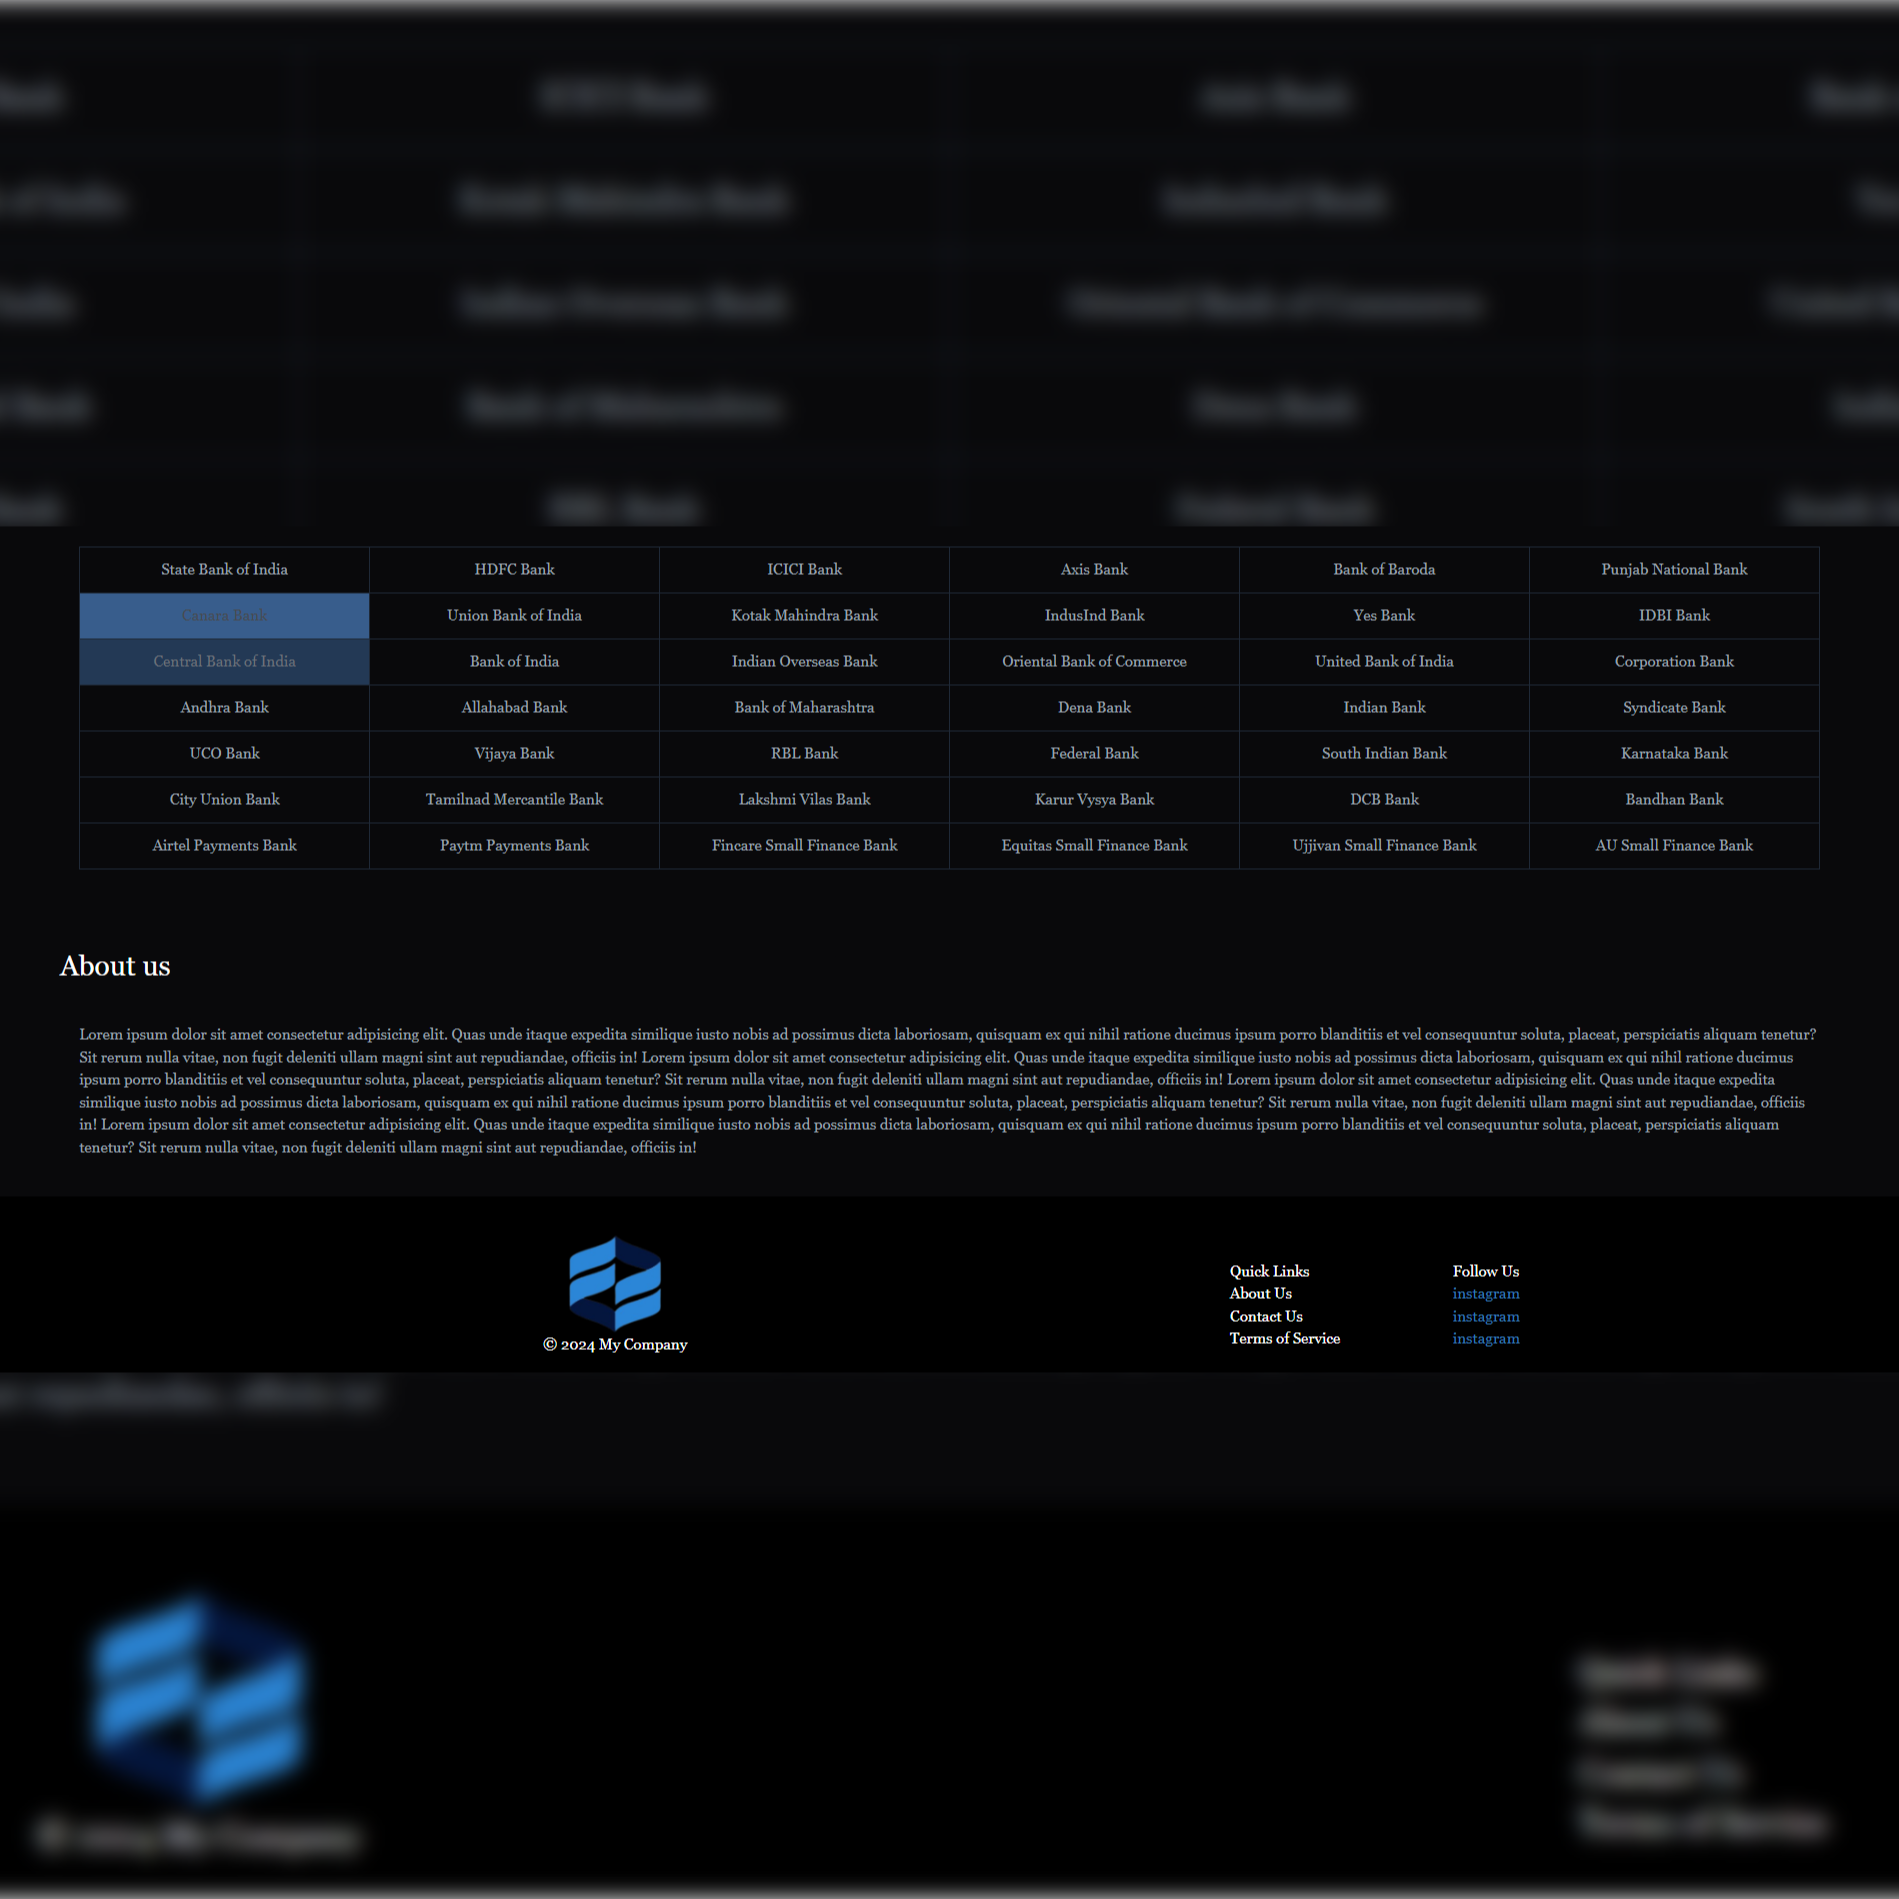 State Bank of India HDFC Bank ICICI Bank Axis Bank Bank of Baroda Punjab National Bank
Canara Bank Union Bank of India Kotak Mahindra Bank IndusInd Bank Yes Bank IDBI Bank
Central Bank of India Bank of India Indian Overseas Bank Oriental Bank of Commerce United Bank of India Corporation Bank
Andhra Bank Allahabad Bank Bank of Maharashtra Dena Bank Indian Bank Syndicate Bank
UCO Bank Vijaya Bank RBL Bank Federal Bank South Indian Bank Karnataka Bank
City Union Bank Tamilnad Mercantile Bank Lakshmi Vilas Bank Karur Vysya Bank DCB Bank Bandhan Bank
Airtel Payments Bank Paytm Payments Bank Fincare Small Finance Bank Equitas Small Finance Bank Ujjivan Small Finance Bank AU Small Finance Bank
About us
Lorem ipsum dolor sit amet consectetur adipisicing elit. Quas unde itaque expedita similique iusto nobis ad possimus dicta laboriosam, quisquam ex qui nihil ratione ducimus ipsum porro blanditiis et vel consequuntur soluta, placeat, perspiciatis aliquam tenetur?
Sit rerum nulla vitae, non fugit deleniti ullam magni sint aut repudiandae, officiis in! Lorem ipsum dolor sit amet consectetur adipisicing elit. Quas unde itaque expedita similique iusto nobis ad possimus dicta laboriosam, quisquam ex qui nihil ratione ducimus
ipsum porro blanditiis et vel consequuntur soluta, placeat, perspiciatis aliquam tenetur? Sit rerum nulla vitae, non fugit deleniti ullam magni sint aut repudiandae, officiis in! Lorem ipsum dolor sit amet consectetur adipisicing elit. Quas unde itaque expedita
similique iusto nobis ad possimus dicta laboriosam, quisquam ex qui nihil ratione ducimus ipsum porro blanditiis et vel consequuntur soluta, placeat, perspiciatis aliquam tenetur? Sit rerum nulla vitae, non fugit deleniti ullam magni sint aut repudiandae, officiis
in! Lorem ipsum dolor sit amet consectetur adipisicing elit. Quas unde itaque expedita similique iusto nobis ad possimus dicta laboriosam, quisquam ex qui nihil ratione ducimus ipsum porro blanditiis et vel consequuntur soluta, placeat, perspiciatis aliquam
tenetur? Sit rerum nulla vitae, non fugit deleniti ullam magni sint aut repudiandae, officiis in!
© 2024 My Company
Quick Links
About Us
Contact Us
Terms of Service
Follow Us
instagram
instagram
instagram